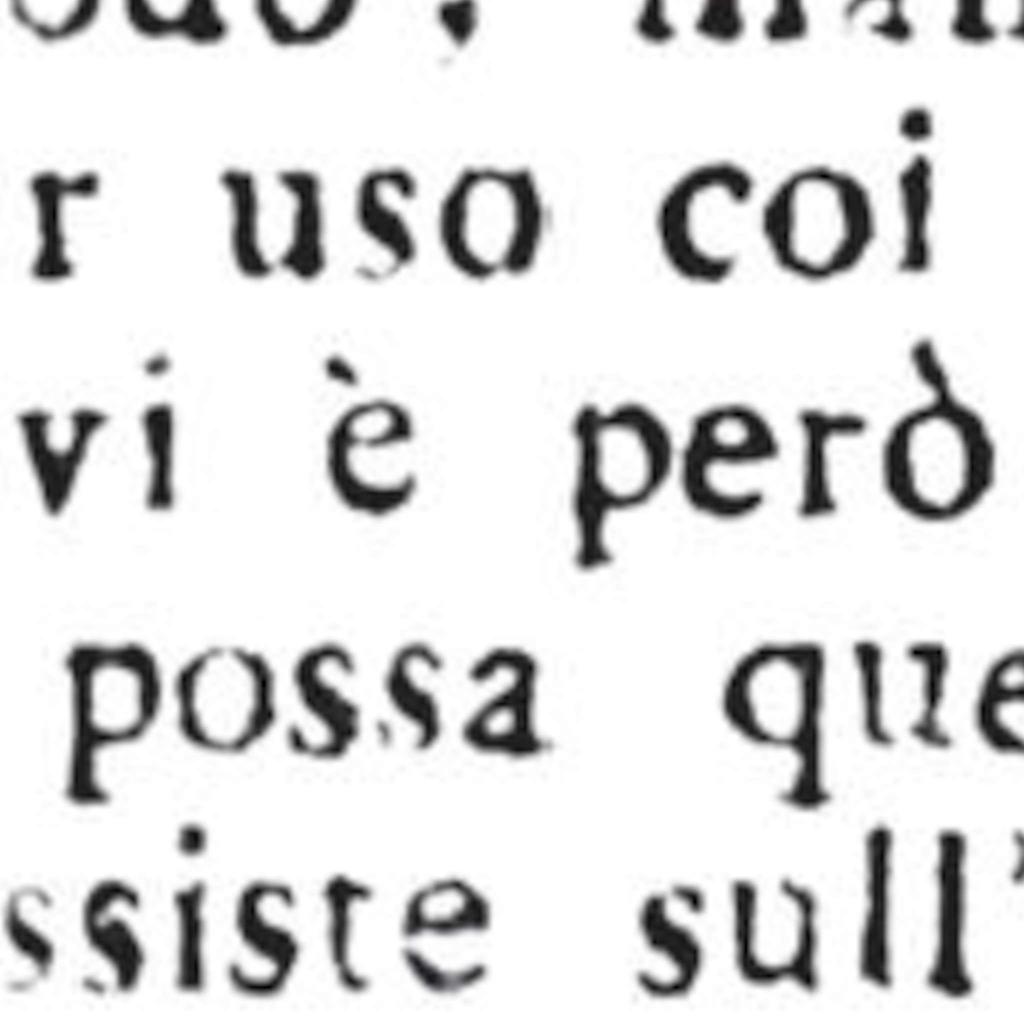 r uso coi
vi è però
possa que
ssiste sull'